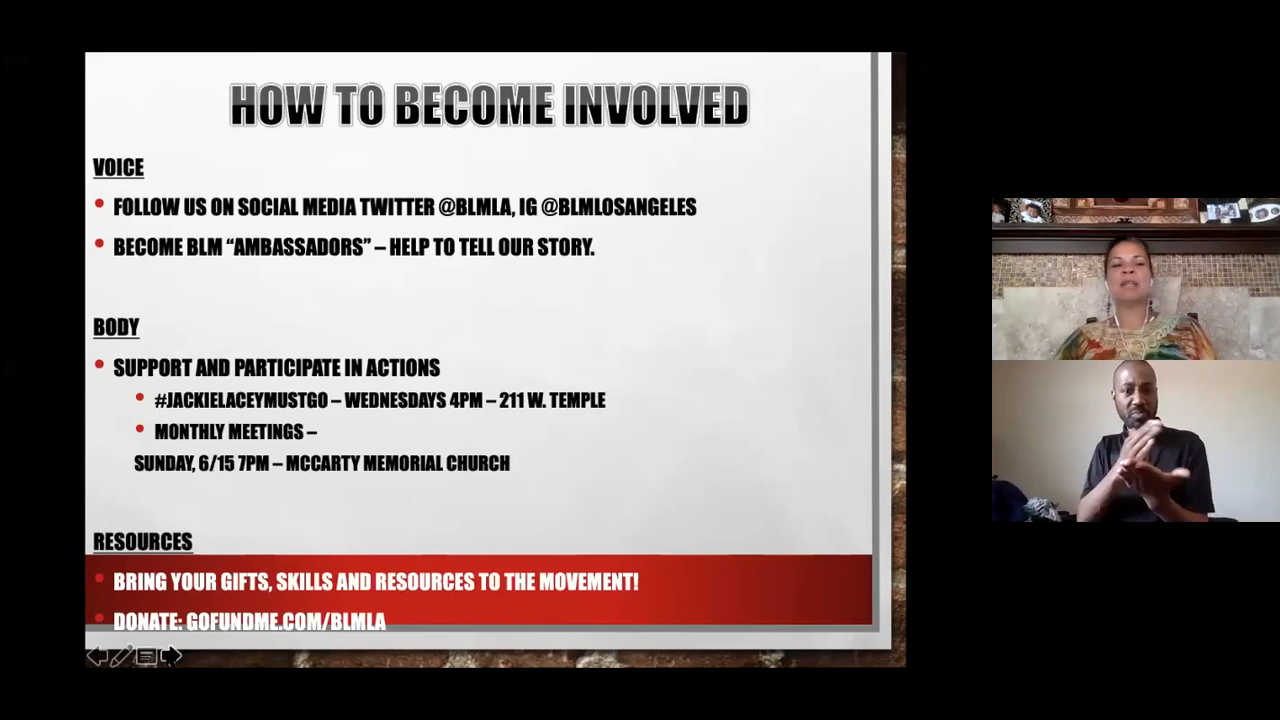 HOW TO BECOME INVOLVED
VOICE
• FOLLOW US ON SOCIAL MEDIA TWITTER @BLMLA, IG @BLMLOSANGELES
• BECOME BLM “AMBASSADORS” – HELP TO TELL OUR STORY.
BODY
• SUPPORT AND PARTICIPATE IN ACTIONS
• #JACKIELACEYMUSTGO – WEDNESDAYS 4PM – 211 W. TEMPLE
• MONTHLY MEETINGS –
SUNDAY, 6/15 7PM – MCCARTY MEMORIAL CHURCH
RESOURCES
• BRING YOUR GIFTS, SKILLS AND RESOURCES TO THE MOVEMENT!
• DONATE: GOFUNDME.COM/BLMLA